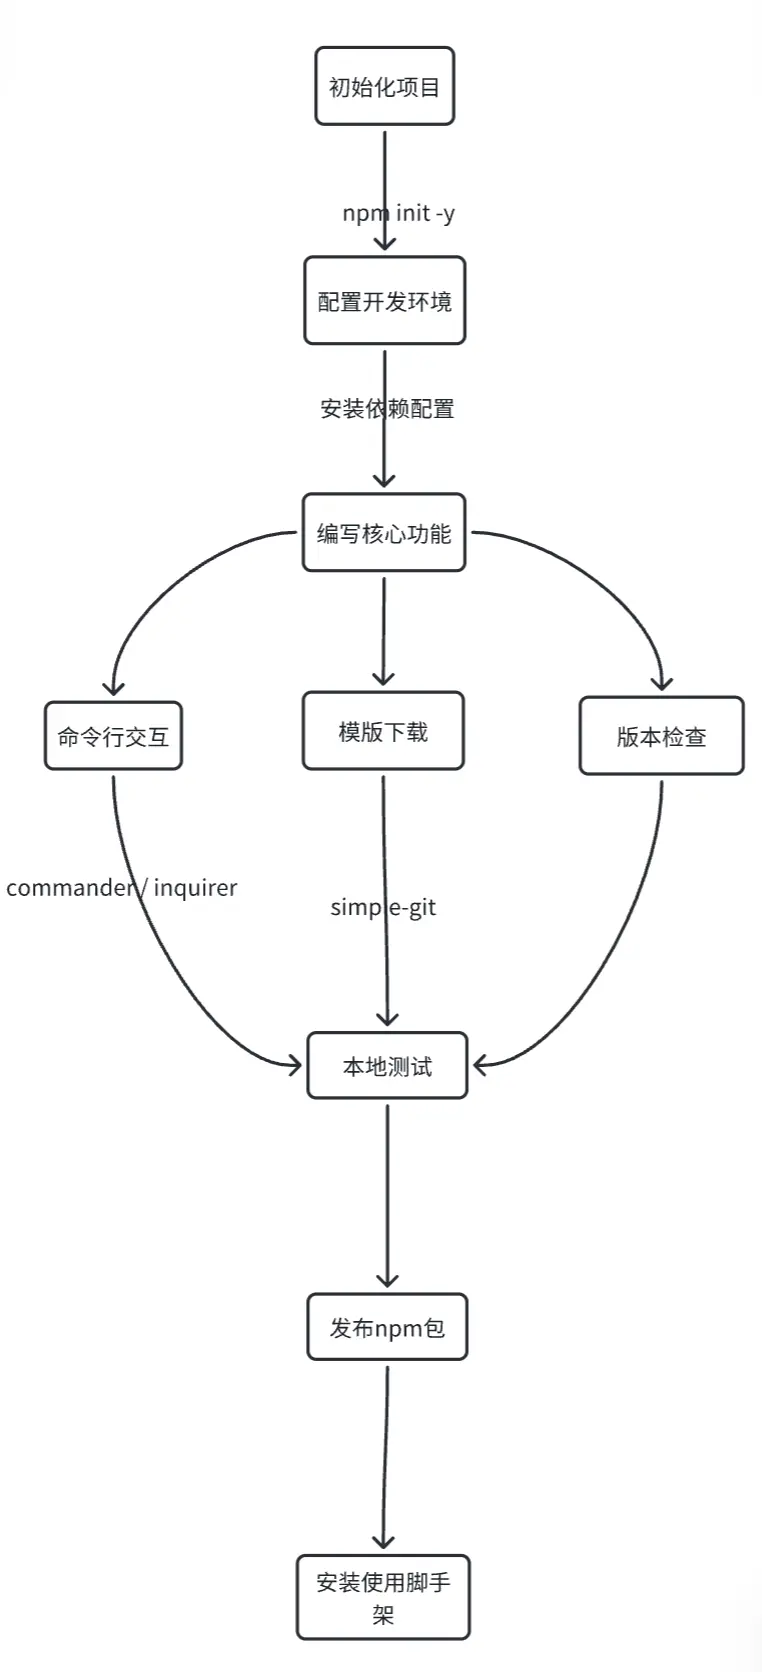 初始化项目
npm init -y
配置开发环境
安装依赖配置
编写核心功能
命令行交互
模版下载
版本检查
commander / inquirer
simple-git
本地测试
发布npm包
安装使用脚手
架